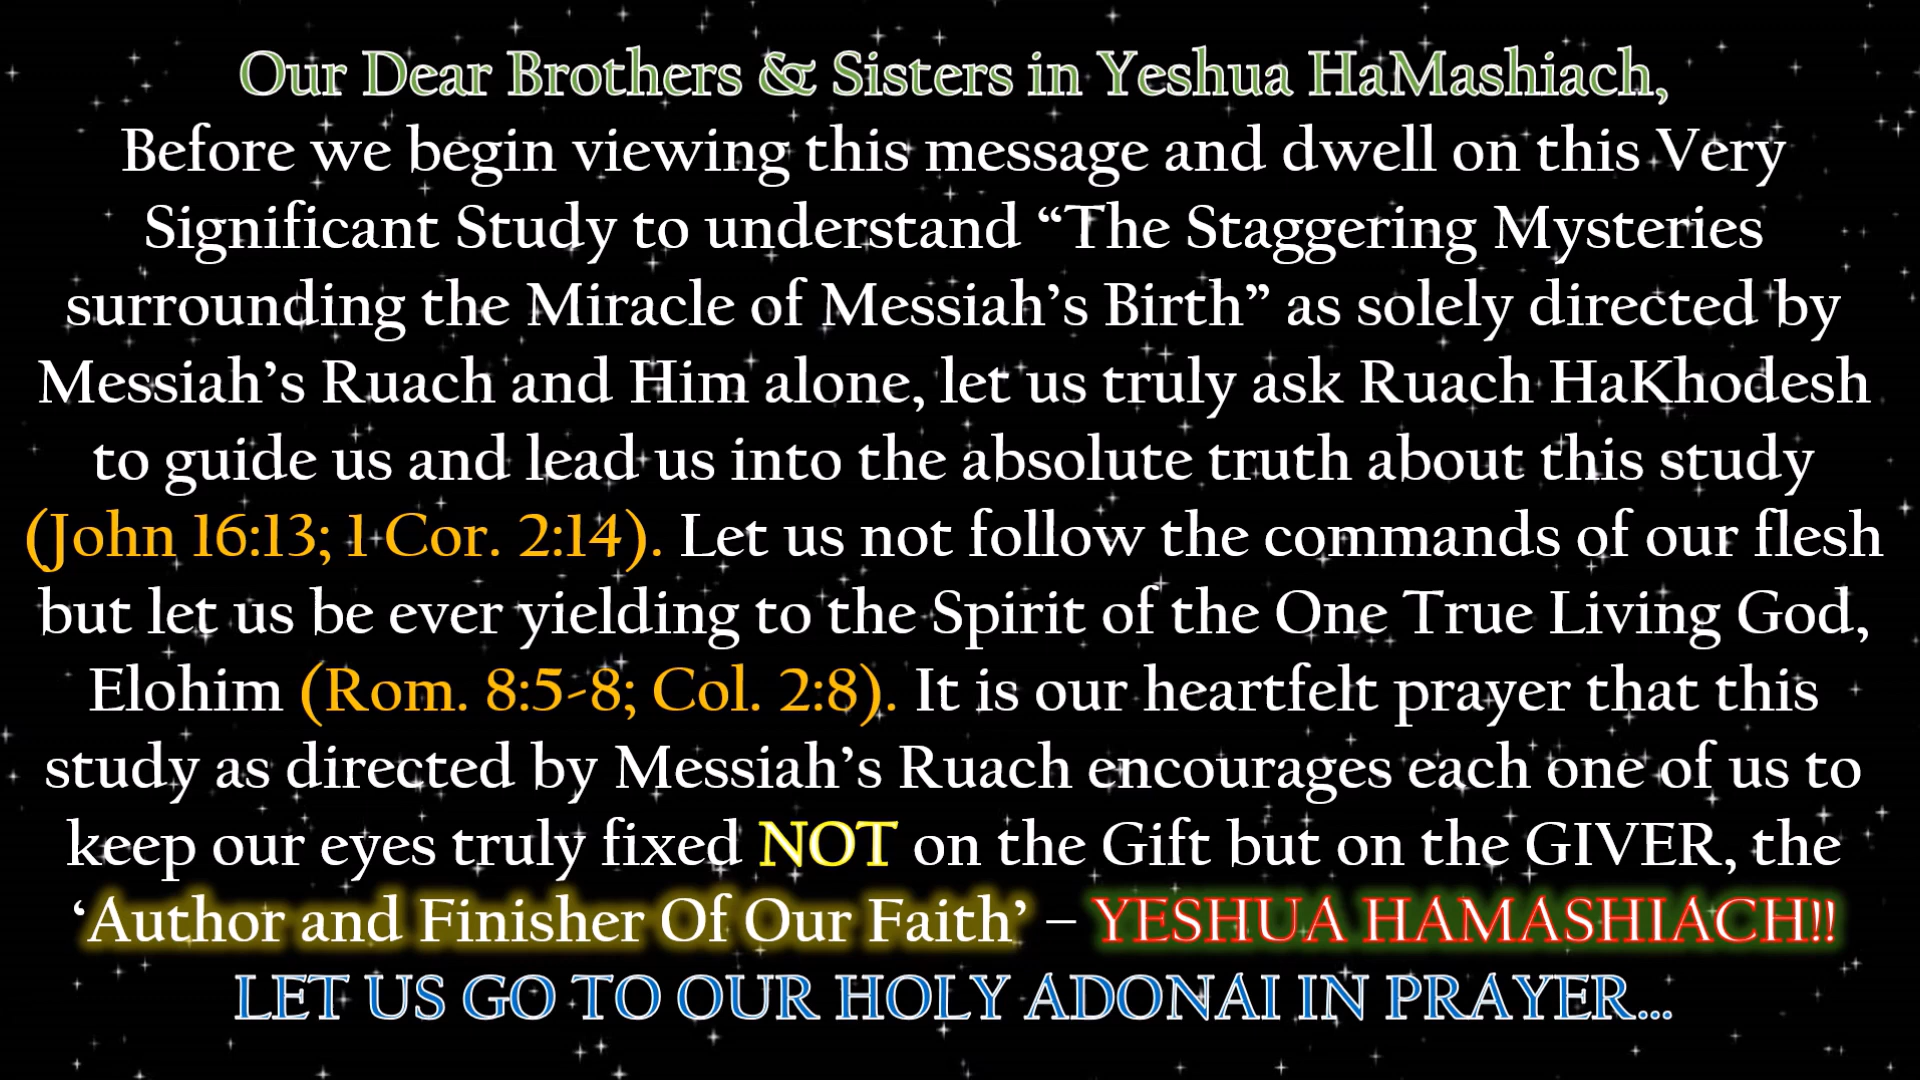 Our Dear Brothers & Sisters in Yeshua HaMashiach,
Before we begin viewing this message and dwell on this Very
Significant Study to understand “The Staggering Mysteries
surrounding the Miracle of Messiah’s Birth” as solely directed by
Messiah’s Ruach and Him alone, let us truly ask Ruach HaKhodesh
to guide us and lead us into the absolute truth about this study
(John 16:13; 1 Cor. 2:14). Let us not follow the commands of our flesh
but let us be ever yielding to the Spirit of the One True Living God,
Elohim (Rom. 8:5-8; Col. 2:8). It is our heartfelt prayer that this
study as directed by Messiah’s Ruach encourages each one of us to
keep our eyes truly fixed NOT on the Gift but on the GIVER, the
‘Author and Finisher Of Our Faith’ – YESHUA HAMASHIACH!!
LET US GO TO OUR HOLY ADONAI IN PRAYER...